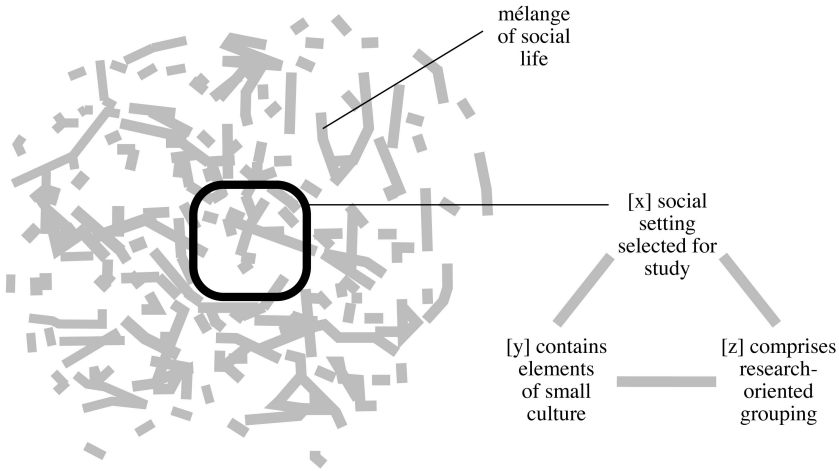 mélange
of social
life
[x] social
setting
selected for
study
[y] contains
elements
of small
culture
[z] comprises
research-
oriented
grouping